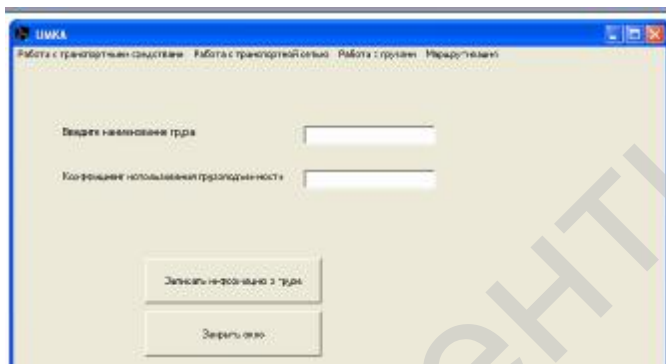 UMKA
Работа с транспортными средствами Работа с транспортной сетью Работа с грузами Маршрутизация
Введите наименование груза
Коэффициент использования грузоподъемности
Записать информацию о грузе
Закрыть окно